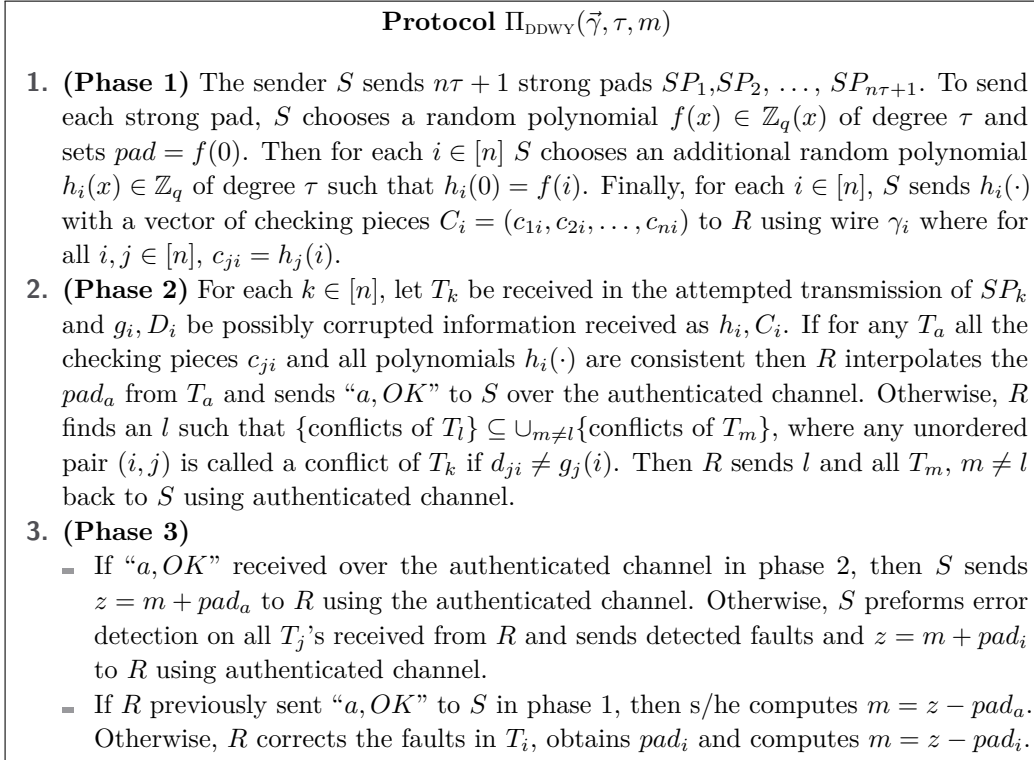 Protocol Π_DDWY(γ⃗, τ, m)
1. (Phase 1) The sender S sends nτ + 1 strong pads SP₁,SP₂, ..., SP_{nτ+1}. To send
each strong pad, S chooses a random polynomial f(x) ∈ ℤ_q(x) of degree τ and
sets pad = f(0). Then for each i ∈ [n] S chooses an additional random polynomial
h_i(x) ∈ ℤ_q of degree τ such that h_i(0) = f(i). Finally, for each i ∈ [n], S sends h_i(·)
with a vector of checking pieces C_i = (c_{1i}, c_{2i}, ..., c_{ni}) to R using wire γ_i where for
all i, j ∈ [n], c_{ji} = h_j(i).
2. (Phase 2) For each k ∈ [n], let T_k be received in the attempted transmission of SP_k
and g_i, D_i be possibly corrupted information received as h_i, C_i. If for any T_a all the
checking pieces c_{ji} and all polynomials h_i(·) are consistent then R interpolates the
pad_a from T_a and sends “a, OK” to S over the authenticated channel. Otherwise, R
finds an l such that {conflicts of T_l} ⊆ ∪_{m≠l}{conflicts of T_m}, where any unordered
pair (i, j) is called a conflict of T_k if d_{ji} ≠ g_j(i). Then R sends l and all T_m, m ≠ l
back to S using authenticated channel.
3. (Phase 3)
If “a, OK” received over the authenticated channel in phase 2, then S sends
z = m + pad_a to R using the authenticated channel. Otherwise, S preforms error
detection on all T_j’s received from R and sends detected faults and z = m + pad_i
to R using authenticated channel.
If R previously sent “a, OK” to S in phase 1, then s/he computes m = z − pad_a.
Otherwise, R corrects the faults in T_i, obtains pad_i and computes m = z − pad_i.